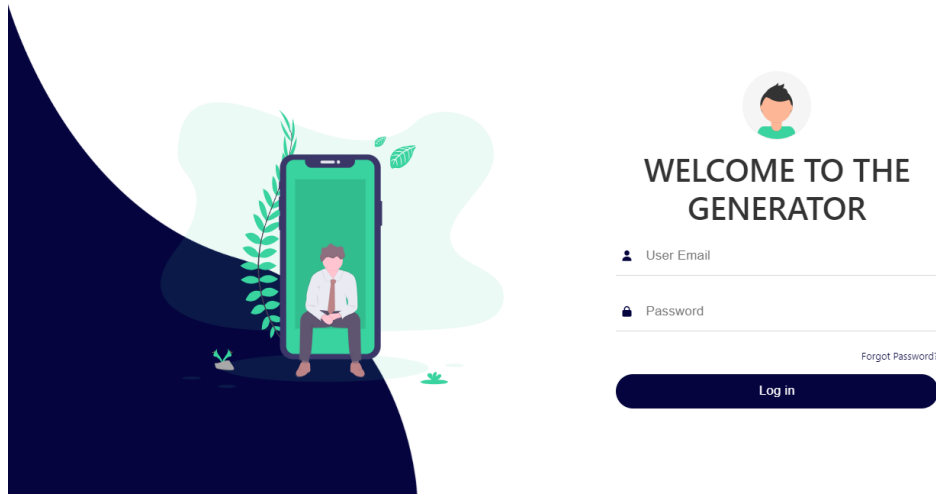 WELCOME TO THE
GENERATOR
User Email
Password
Forgot Password?
Log in